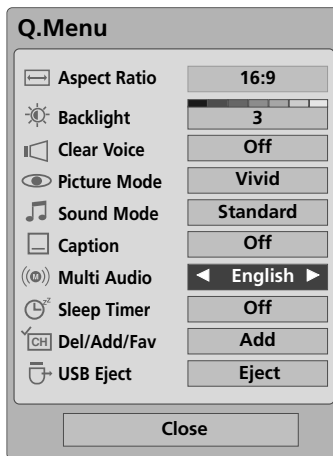 Q.Menu
Aspect Ratio 16:9
Backlight 3
Clear Voice Off
Picture Mode Vivid
Sound Mode Standard
Caption Off
Multi Audio ◀ English ▶
Sleep Timer Off
Del/Add/Fav Add
USB Eject Eject
Close